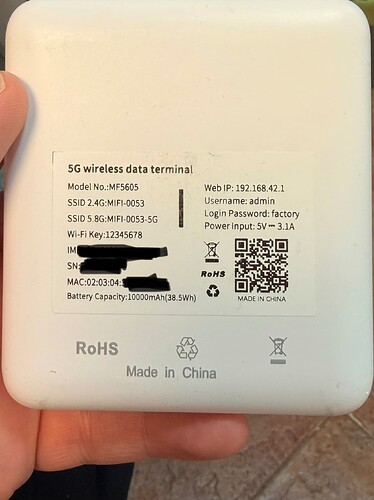 5G wireless data terminal
Model No.:MF5605
SSID 2.4G:MIFI-0053
SSID 5.8G:MIFI-0053-5G
Wi-Fi Key:12345678
IM
SN:
MAC:02:03:04:
Battery Capacity:10000mAh(38.5Wh)
Web IP: 192.168.42.1
Username: admin
Login Password: factory
Power Input: 5V⎓3.1A
RoHS
MADE IN CHINA
RoHS
Made in China